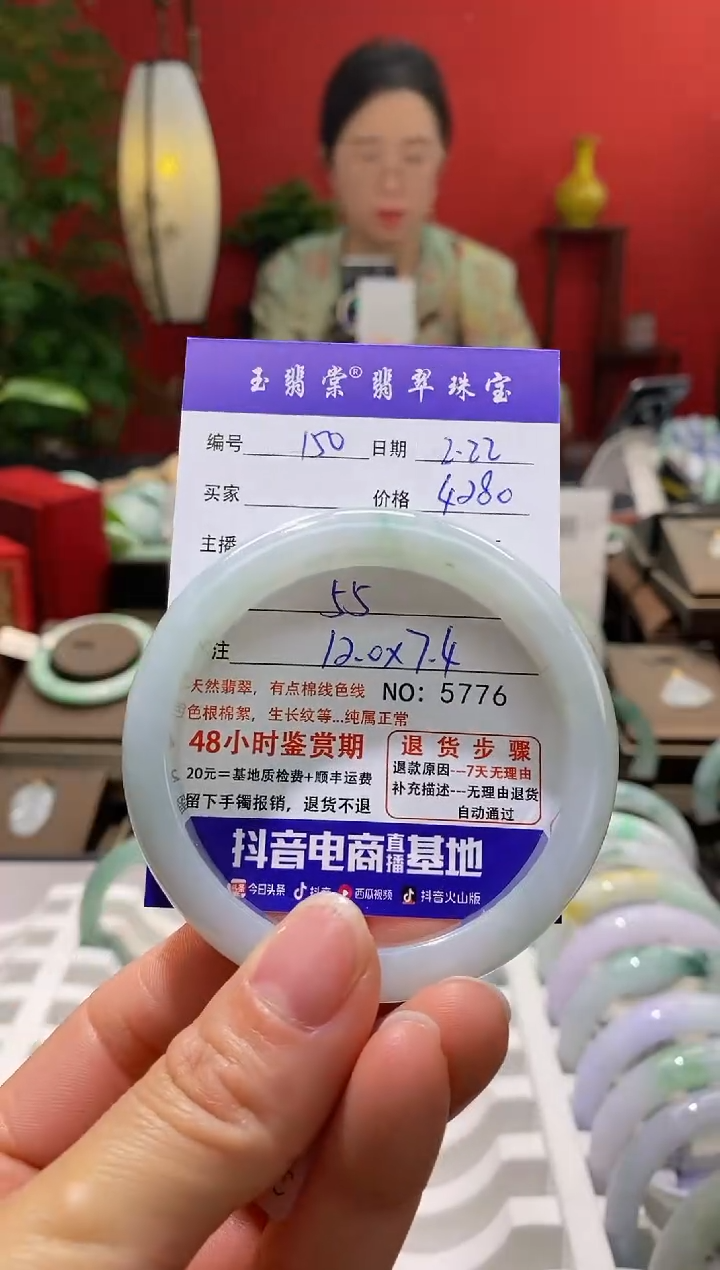 玉翡棠®翡翠珠宝
编号 150 日期 2-22
买家 价格 4280
主播
55
注 12.0×7.4
天然翡翠，有点棉线色线 NO：5776
色根棉絮，生长纹等...纯属正常
48小时鉴赏期
20元=基地质检费+顺丰运费
留下手镯报销，退货不退
退货步骤
退款原因---7天无理由
补充描述---无理由退货
自动通过
抖音电商直播基地
头条 今日头条 抖音 西瓜视频 抖音火山版